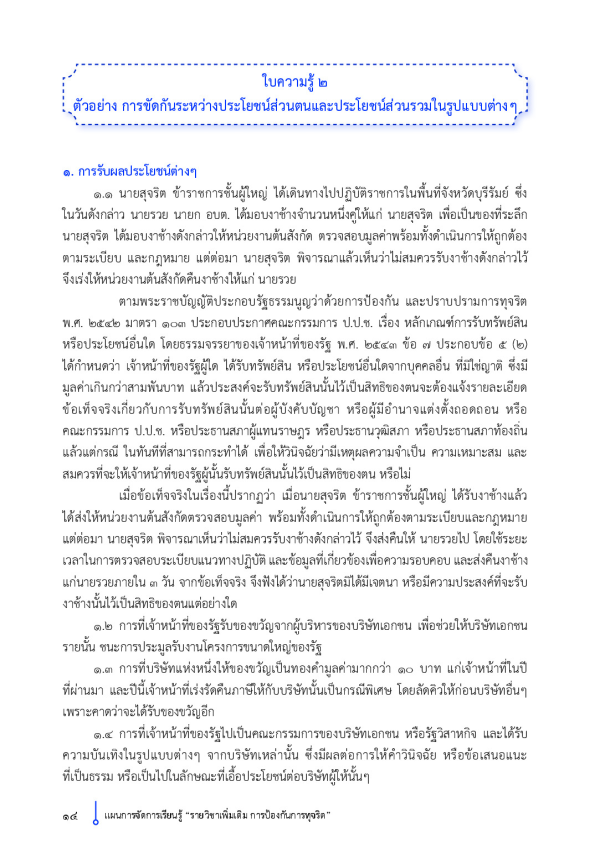 ใบความรู้ ๒
ตัวอย่าง การขัดกันระหว่างประโยชน์ส่วนตนและประโยชน์ส่วนรวมในรูปแบบต่างๆ
๑. การรับผลประโยชน์ต่างๆ
๑.๑ นายสุจริต ข้าราชการชั้นผู้ใหญ่ ได้เดินทางไปปฏิบัติราชการในพื้นที่จังหวัดบุรีรัมย์ ซึ่ง
ในวันดังกล่าว นายรวย นายก อบต. ได้มอบงาช้างจำนวนหนึ่งคู่ให้แก่ นายสุจริต เพื่อเป็นของที่ระลึก
นายสุจริต ได้มอบงาช้างดังกล่าวให้หน่วยงานต้นสังกัด ตรวจสอบมูลค่าพร้อมทั้งดำเนินการให้ถูกต้อง
ตามระเบียบ และกฎหมาย แต่ต่อมา นายสุจริต พิจารณาแล้วเห็นว่าไม่สมควรรับงาช้างดังกล่าวไว้
จึงเร่งให้หน่วยงานต้นสังกัดคืนงาช้างให้แก่ นายรวย
ตามพระราชบัญญัติประกอบรัฐธรรมนูญว่าด้วยการป้องกัน และปราบปรามการทุจริต
พ.ศ. ๒๕๔๒ มาตรา ๑๐๓ ประกอบประกาศคณะกรรมการ ป.ป.ช. เรื่อง หลักเกณฑ์การรับทรัพย์สิน
หรือประโยชน์อื่นใด โดยธรรมจรรยาของเจ้าหน้าที่ของรัฐ พ.ศ. ๒๕๔๓ ข้อ ๗ ประกอบข้อ ๕ (๒)
ได้กำหนดว่า เจ้าหน้าที่ของรัฐผู้ใด ได้รับทรัพย์สิน หรือประโยชน์อื่นใดจากบุคคลอื่น ที่มิใช่ญาติ ซึ่งมี
มูลค่าเกินกว่าสามพันบาท แล้วประสงค์จะรับทรัพย์สินนั้นไว้เป็นสิทธิของตนจะต้องแจ้งรายละเอียด
ข้อเท็จจริงเกี่ยวกับการรับทรัพย์สินนั้นต่อผู้บังคับบัญชา หรือผู้มีอำนาจแต่งตั้งถอดถอน หรือ
คณะกรรมการ ป.ป.ช. หรือประธานสภาผู้แทนราษฎร หรือประธานวุฒิสภา หรือประธานสภาท้องถิ่น
แล้วแต่กรณี ในทันทีที่สามารถกระทำได้ เพื่อให้วินิจฉัยว่ามีเหตุผลความจำเป็น ความเหมาะสม และ
สมควรที่จะให้เจ้าหน้าที่ของรัฐผู้นั้นรับทรัพย์สินนั้นไว้เป็นสิทธิของตน หรือไม่
เมื่อข้อเท็จจริงในเรื่องนี้ปรากฏว่า เมื่อนายสุจริต ข้าราชการชั้นผู้ใหญ่ ได้รับงาช้างแล้ว
ได้ส่งให้หน่วยงานต้นสังกัดตรวจสอบมูลค่า พร้อมทั้งดำเนินการให้ถูกต้องตามระเบียบและกฎหมาย
แต่ต่อมา นายสุจริต พิจารณาเห็นว่าไม่สมควรรับงาช้างดังกล่าวไว้ จึงส่งคืนให้ นายรวยไป โดยใช้ระยะ
เวลาในการตรวจสอบระเบียบแนวทางปฏิบัติ และข้อมูลที่เกี่ยวข้องเพื่อความรอบคอบ และส่งคืนงาช้าง
แก่นายรวยภายใน ๓ วัน จากข้อเท็จจริง จึงฟังได้ว่านายสุจริตมิได้มีเจตนา หรือมีความประสงค์ที่จะรับ
งาช้างนั้นไว้เป็นสิทธิของตนแต่อย่างใด
๑.๒ การที่เจ้าหน้าที่ของรัฐรับของขวัญจากผู้บริหารของบริษัทเอกชน เพื่อช่วยให้บริษัทเอกชน
รายนั้น ชนะการประมูลรับงานโครงการขนาดใหญ่ของรัฐ
๑.๓ การที่บริษัทแห่งหนึ่งให้ของขวัญเป็นทองคำมูลค่ามากกว่า ๑๐ บาท แก่เจ้าหน้าที่ในปี
ที่ผ่านมา และปีนี้เจ้าหน้าที่เร่งรัดคืนภาษีให้กับบริษัทนั้นเป็นกรณีพิเศษ โดยลัดคิวให้ก่อนบริษัทอื่นๆ
เพราะคาดว่าจะได้รับของขวัญอีก
๑.๔ การที่เจ้าหน้าที่ของรัฐไปเป็นคณะกรรมการของบริษัทเอกชน หรือรัฐวิสาหกิจ และได้รับ
ความบันเทิงในรูปแบบต่างๆ จากบริษัทเหล่านั้น ซึ่งมีผลต่อการให้คำวินิจฉัย หรือข้อเสนอแนะ
ที่เป็นธรรม หรือเป็นไปในลักษณะที่เอื้อประโยชน์ต่อบริษัทผู้ให้นั้นๆ
๑๔ แผนการจัดการเรียนรู้ "รายวิชาเพิ่มเติม การป้องกันการทุจริต"